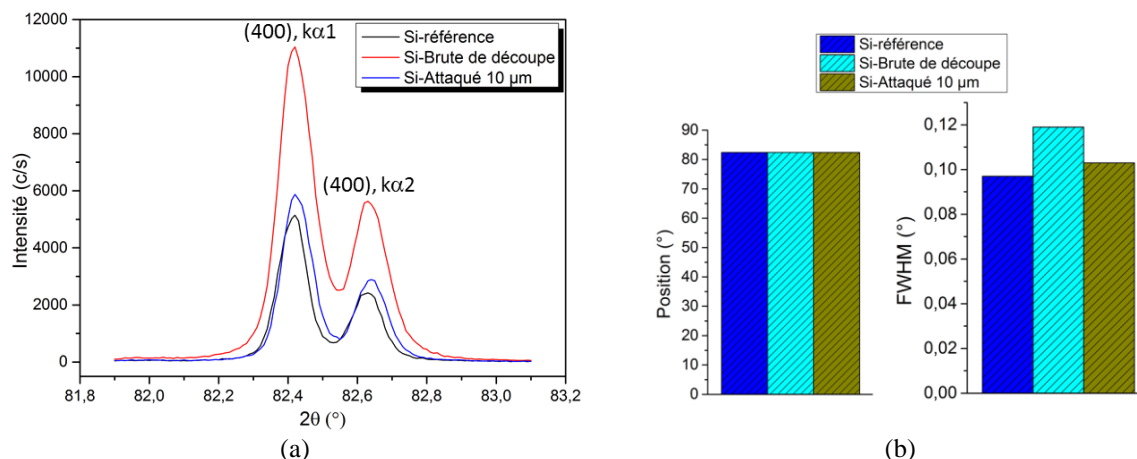 12000
10000
8000
6000
4000
2000
0
Intensité (c/s)
(400), kα1
(400), kα2
Si-référence
Si-Brute de découpe
Si-Attaqué 10 µm
81,8 82,0 82,2 82,4 82,6 82,8 83,0 83,2
2θ (°)
(a)
Si-référence
Si-Brute de découpe
Si-Attaqué 10 µm
90
80
70
60
50
40
30
20
10
0
Position (°)
0,12
0,10
0,08
0,06
0,04
0,02
0,00
FWHM (°)
(b)